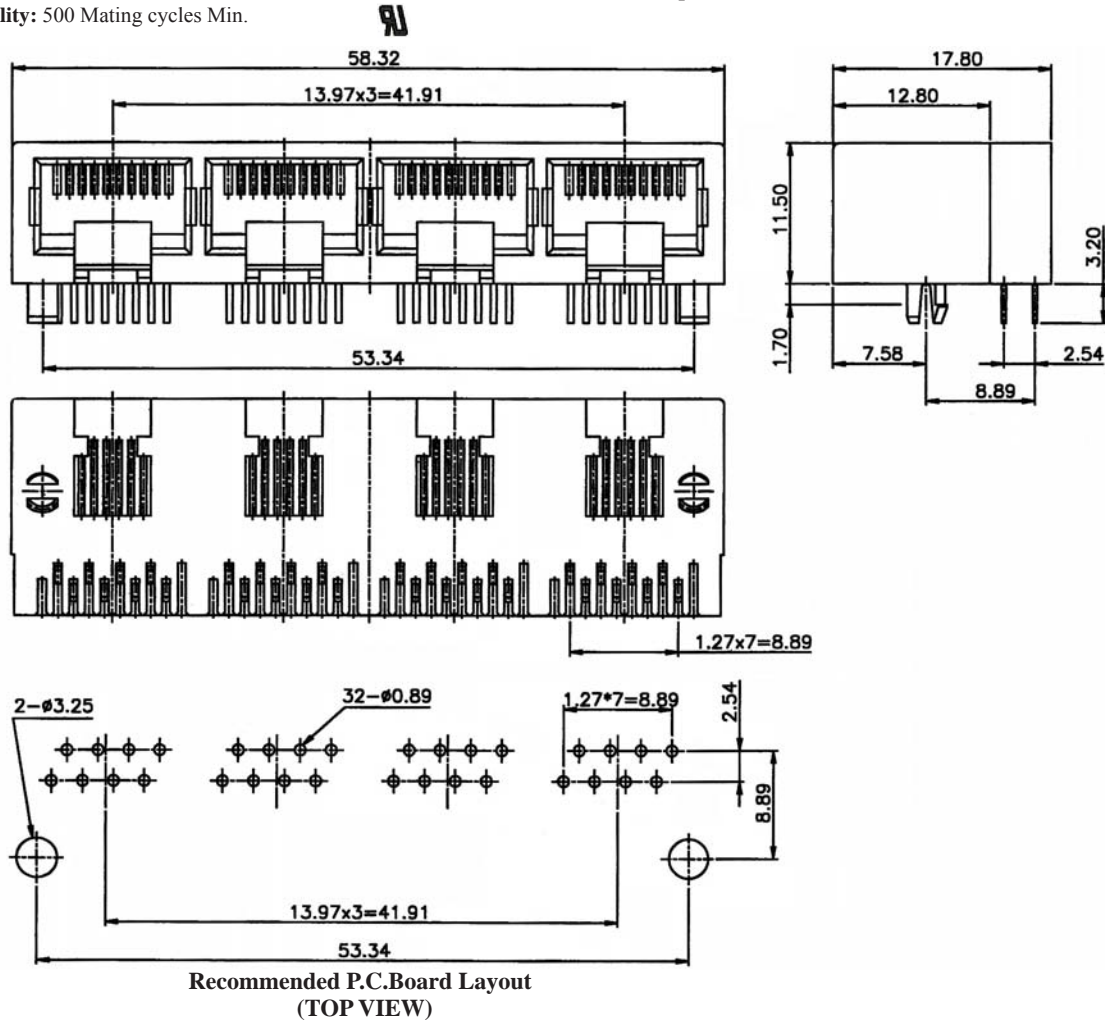 lity: 500 Mating cycles Min.
58.32
13.97x3=41.91
17.80
12.80
11.50
3.20
1.70
7.58
2.54
8.89
53.34
1.27x7=8.89
2-ø3.25
32-ø0.89
1.27*7=8.89
2.54
8.89
13.97x3=41.91
53.34
Recommended P.C.Board Layout
(TOP VIEW)